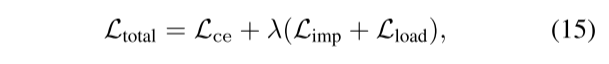 ℒ_total = ℒ_ce + λ(ℒ_imp + ℒ_load), (15)